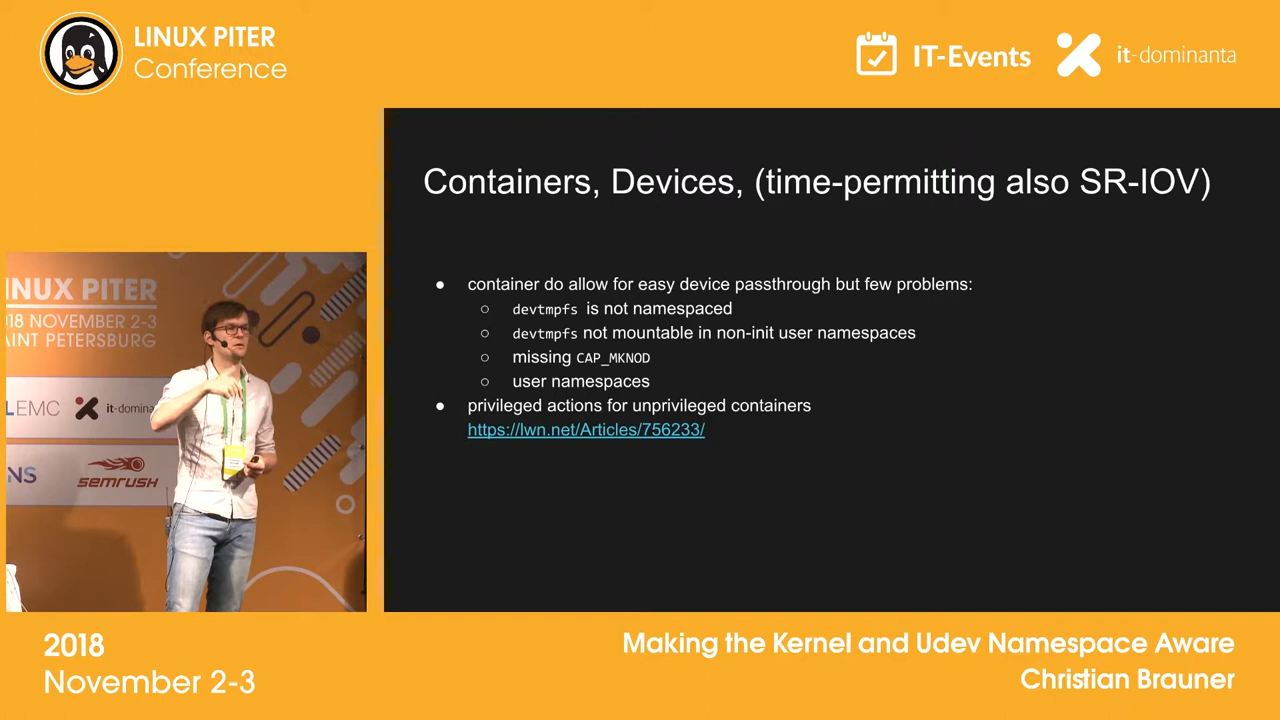 LINUX PITER
Conference
IT-Events
it-dominanta
Containers, Devices, (time-permitting also SR-IOV)
● container do allow for easy device passthrough but few problems:
○ devtmpfs is not namespaced
○ devtmpfs not mountable in non-init user namespaces
○ missing CAP_MKNOD
○ user namespaces
● privileged actions for unprivileged containers
https://lwn.net/Articles/756233/
INUX PITER
018 NOVEMBER 2-3
AINT PETERSBURG
LEMC
it-domina
NS
SEMRUSH
2018
November 2-3
Making the Kernel and Udev Namespace Aware
Christian Brauner